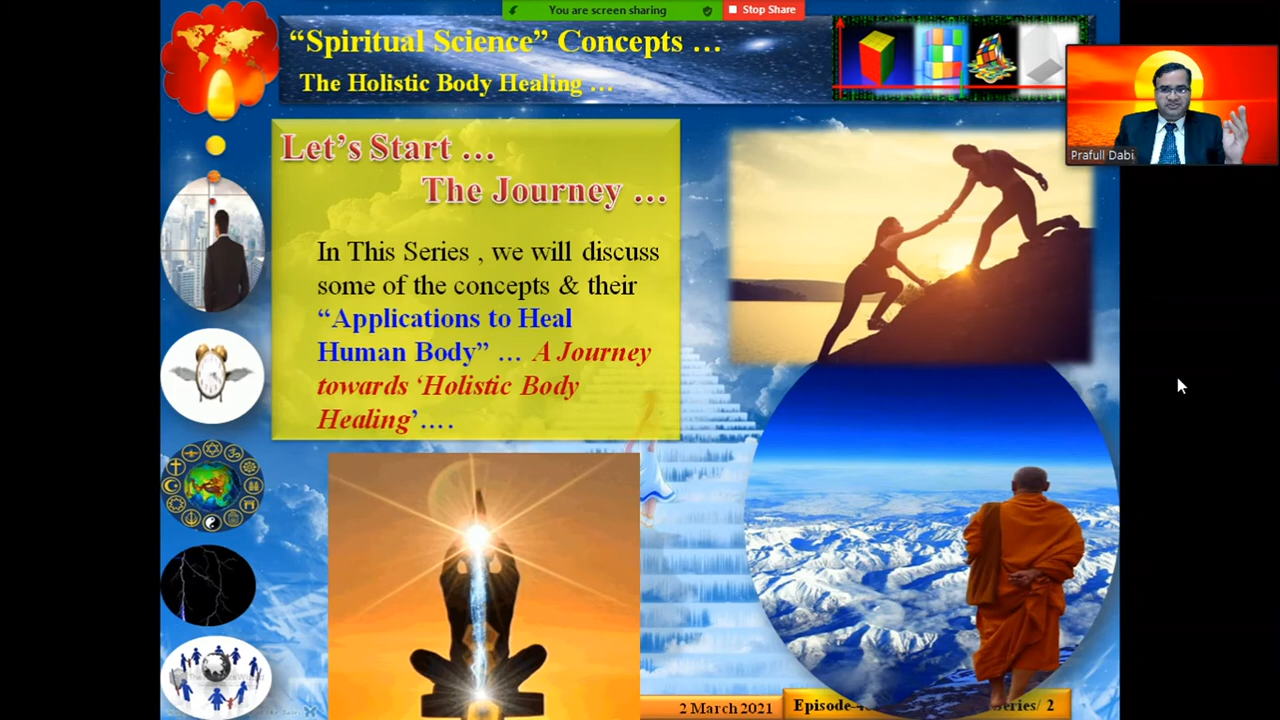 You are screen sharing
Stop Share
“Spiritual Science” Concepts …
The Holistic Body Healing …
Prafull Dabi
Let’s Start …
The Journey …
In This Series , we will discuss
some of the concepts & their
“Applications to Heal
Human Body” … A Journey
towards ‘Holistic Body
Healing’….
2 March 2021
Episode 2